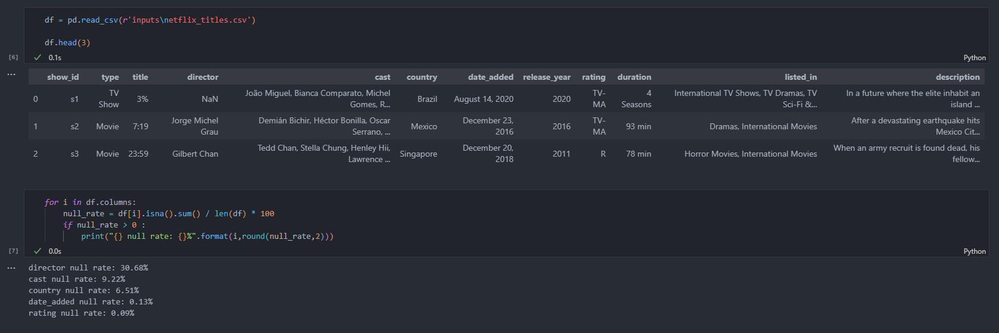 df = pd.read_csv(r'inputs\netflix_titles.csv')
df.head(3)
[6] 0.1s Python
...
show_id type title director cast country date_added release_year rating duration listed_in description
0 s1 TV Show 3% NaN João Miguel, Bianca Comparato, Michel Gomes, R... Brazil August 14, 2020 2020 TV-MA 4 Seasons International TV Shows, TV Dramas, TV Sci-Fi &... In a future where the elite inhabit an island ...
1 s2 Movie 7:19 Jorge Michel Grau Demián Bichir, Héctor Bonilla, Oscar Serrano, ... Mexico December 23, 2016 2016 TV-MA 93 min Dramas, International Movies After a devastating earthquake hits Mexico Cit...
2 s3 Movie 23:59 Gilbert Chan Tedd Chan, Stella Chung, Henley Hii, Lawrence ... Singapore December 20, 2018 2011 R 78 min Horror Movies, International Movies When an army recruit is found dead, his fellow...
for i in df.columns:
    null_rate = df[i].isna().sum() / len(df) * 100
    if null_rate > 0 :
        print("{} null rate: {}%".format(i,round(null_rate,2)))
[7] 0.0s Python
...
director null rate: 30.68%
cast null rate: 9.22%
country null rate: 6.51%
date_added null rate: 0.13%
rating null rate: 0.09%